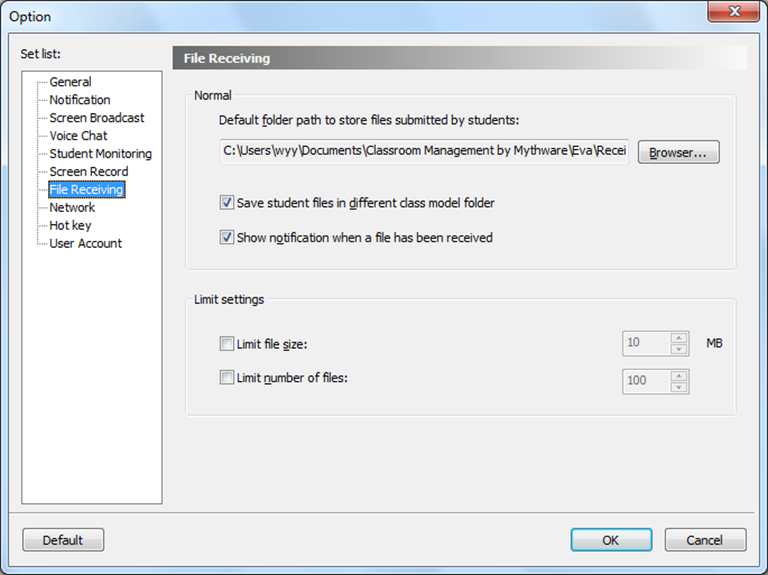 Option
Set list:
General
Notification
Screen Broadcast
Voice Chat
Student Monitoring
Screen Record
File Receiving
Network
Hot key
User Account
File Receiving
Normal
Default folder path to store files submitted by students:
C:\Users\wyy\Documents\Classroom Management by Mythware\Eva\Recei
Browser...
Save student files in different class model folder
Show notification when a file has been received
Limit settings
Limit file size: 10 MB
Limit number of files: 100
Default OK Cancel